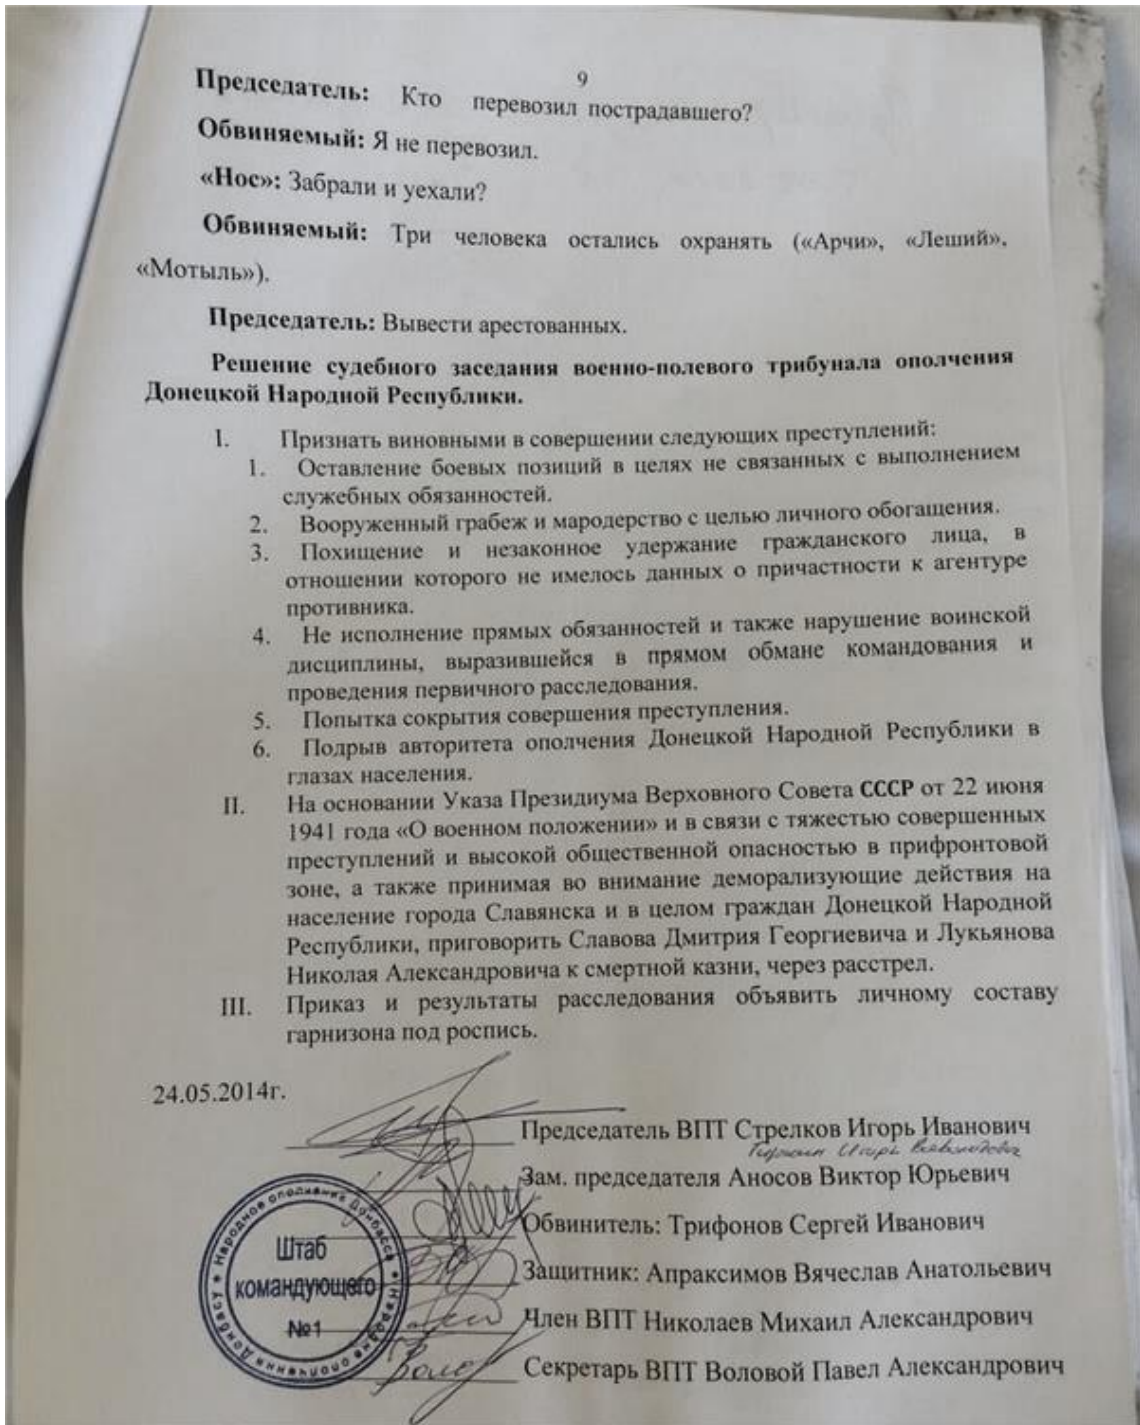 9
Председатель: Кто перевозил пострадавшего?
Обвиняемый: Я не перевозил.
«Нос»: Забрали и уехали?
Обвиняемый: Три человека остались охранять («Арчи», «Леший»,
«Мотыль»).
Председатель: Вывести арестованных.
Решение судебного заседания военно-полевого трибунала ополчения
Донецкой Народной Республики.
I. Признать виновными в совершении следующих преступлений:
1. Оставление боевых позиций в целях не связанных с выполнением
служебных обязанностей.
2. Вооруженный грабеж и мародерство с целью личного обогащения.
3. Похищение и незаконное удержание гражданского лица, в
отношении которого не имелось данных о причастности к агентуре
противника.
4. Не исполнение прямых обязанностей и также нарушение воинской
дисциплины, выразившейся в прямом обмане командования и
проведения первичного расследования.
5. Попытка сокрытия совершения преступления.
6. Подрыв авторитета ополчения Донецкой Народной Республики в
глазах населения.
II. На основании Указа Президиума Верховного Совета СССР от 22 июня
1941 года «О военном положении» и в связи с тяжестью совершенных
преступлений и высокой общественной опасностью в прифронтовой
зоне, а также принимая во внимание деморализующие действия на
население города Славянска и в целом граждан Донецкой Народной
Республики, приговорить Славова Дмитрия Георгиевича и Лукьянова
Николая Александровича к смертной казни, через расстрел.
III. Приказ и результаты расследования объявить личному составу
гарнизона под роспись.
24.05.2014г.
Председатель ВПТ Стрелков Игорь Иванович
Игорь
Зам. председателя Аносов Виктор Юрьевич
Обвинитель: Трифонов Сергей Иванович
Защитник: Апраксимов Вячеслав Анатольевич
Член ВПТ Николаев Михаил Александрович
Секретарь ВПТ Воловой Павел Александрович
Народное ополчение Донбасса • Народне ополчення Донбасу •
Штаб
командующего
№1